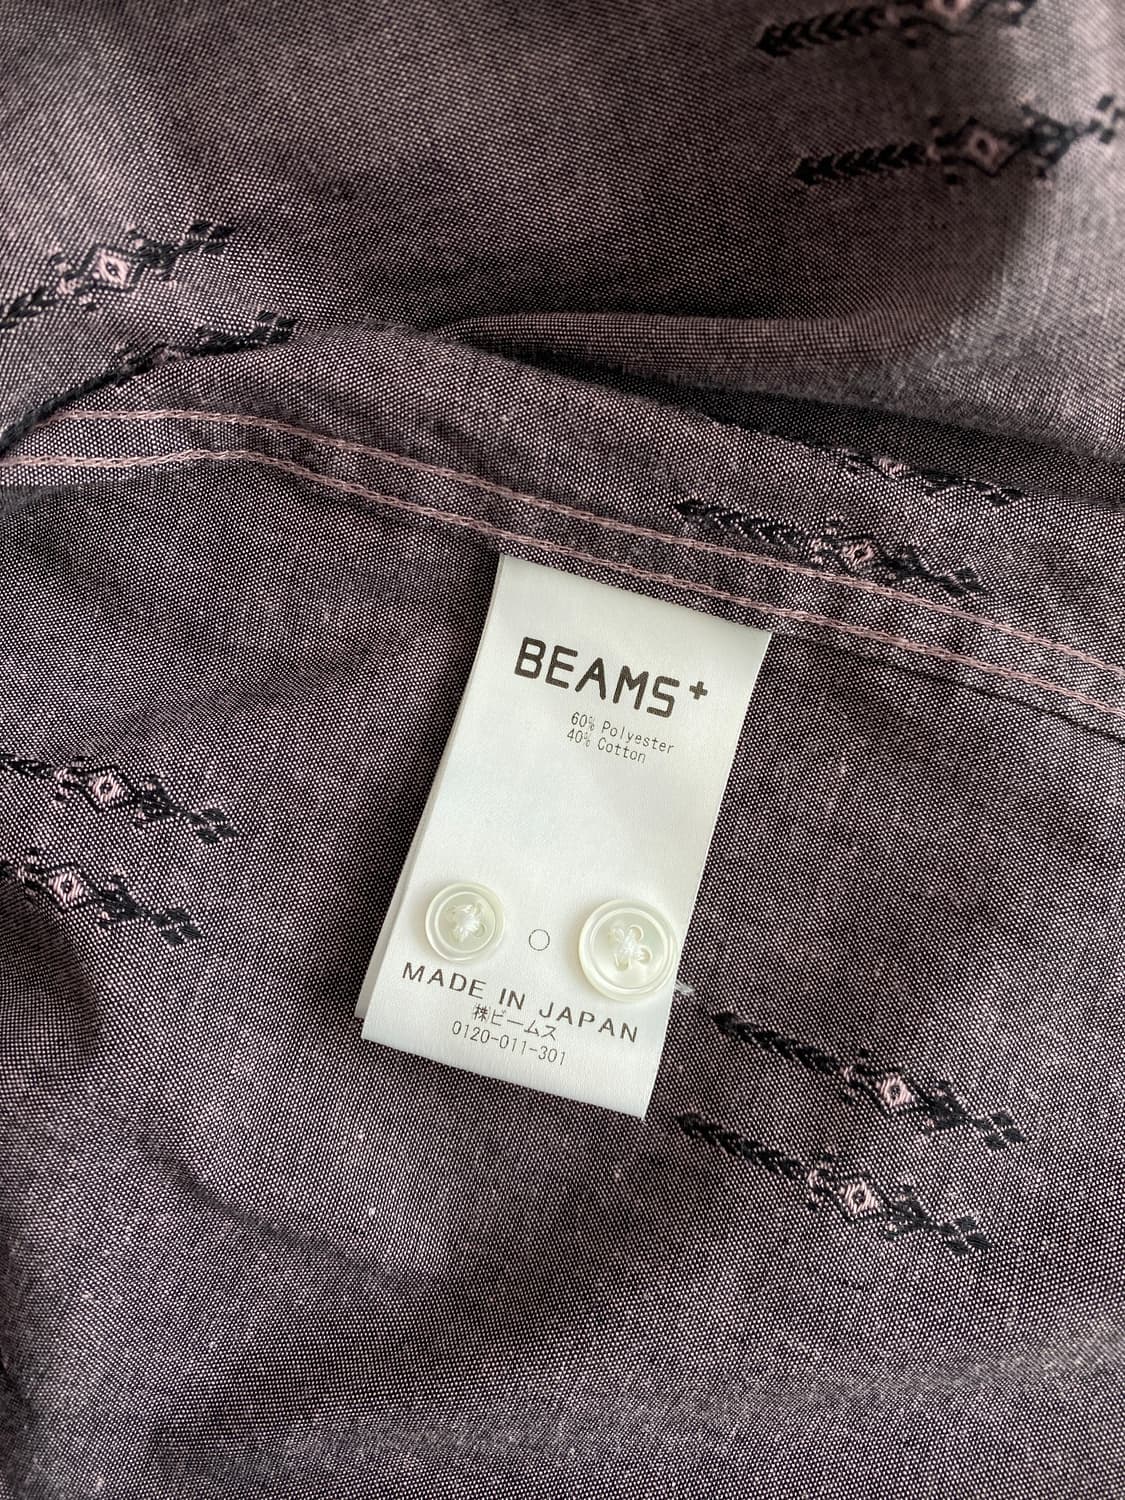 BEAMS+
60% Polyester
40% Cotton
MADE IN JAPAN
㈱ビームス
0120-011-301